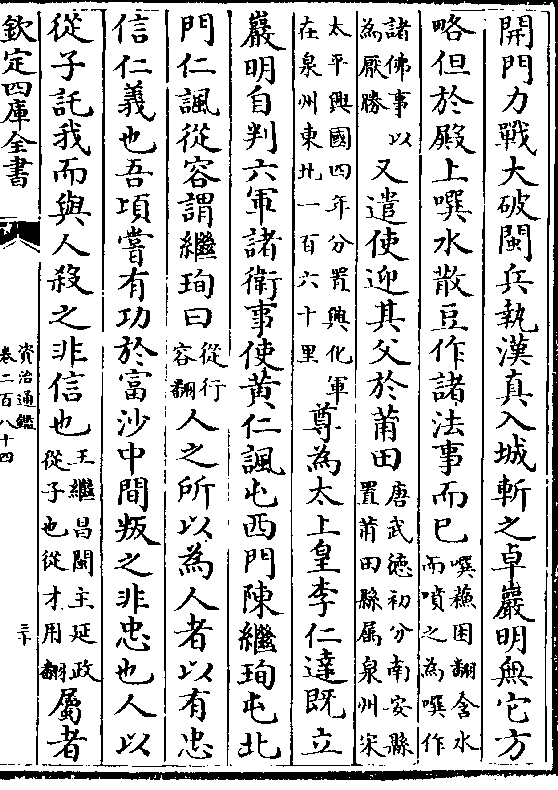 開門力戰大破閩兵執漢真入城斬之卓巖明無它方
略但於殿上噀水散豆作諸法事而已噀穌困翻含水而噴之為噀作
諸佛事以為厭勝又遣使迎其父於莆田唐武德初分南安縣置莆田縣屬泉州宋
太平興國四年分置興化軍在泉州東北一百六十里尊為太上皇李仁達既立
巖明自判六軍諸衛事使黄仁諷屯西門陳繼珣屯北
門仁諷從容謂繼珣曰從行容翻人之所以為人者以有忠
信仁義也吾頃嘗有功於富沙中間叛之非忠也人以
從子託我而與人殺之非信也王繼昌閩主延政從子也從才用翻屬者
欽定四庫全書
資治通鑑
卷二百八十四
三十